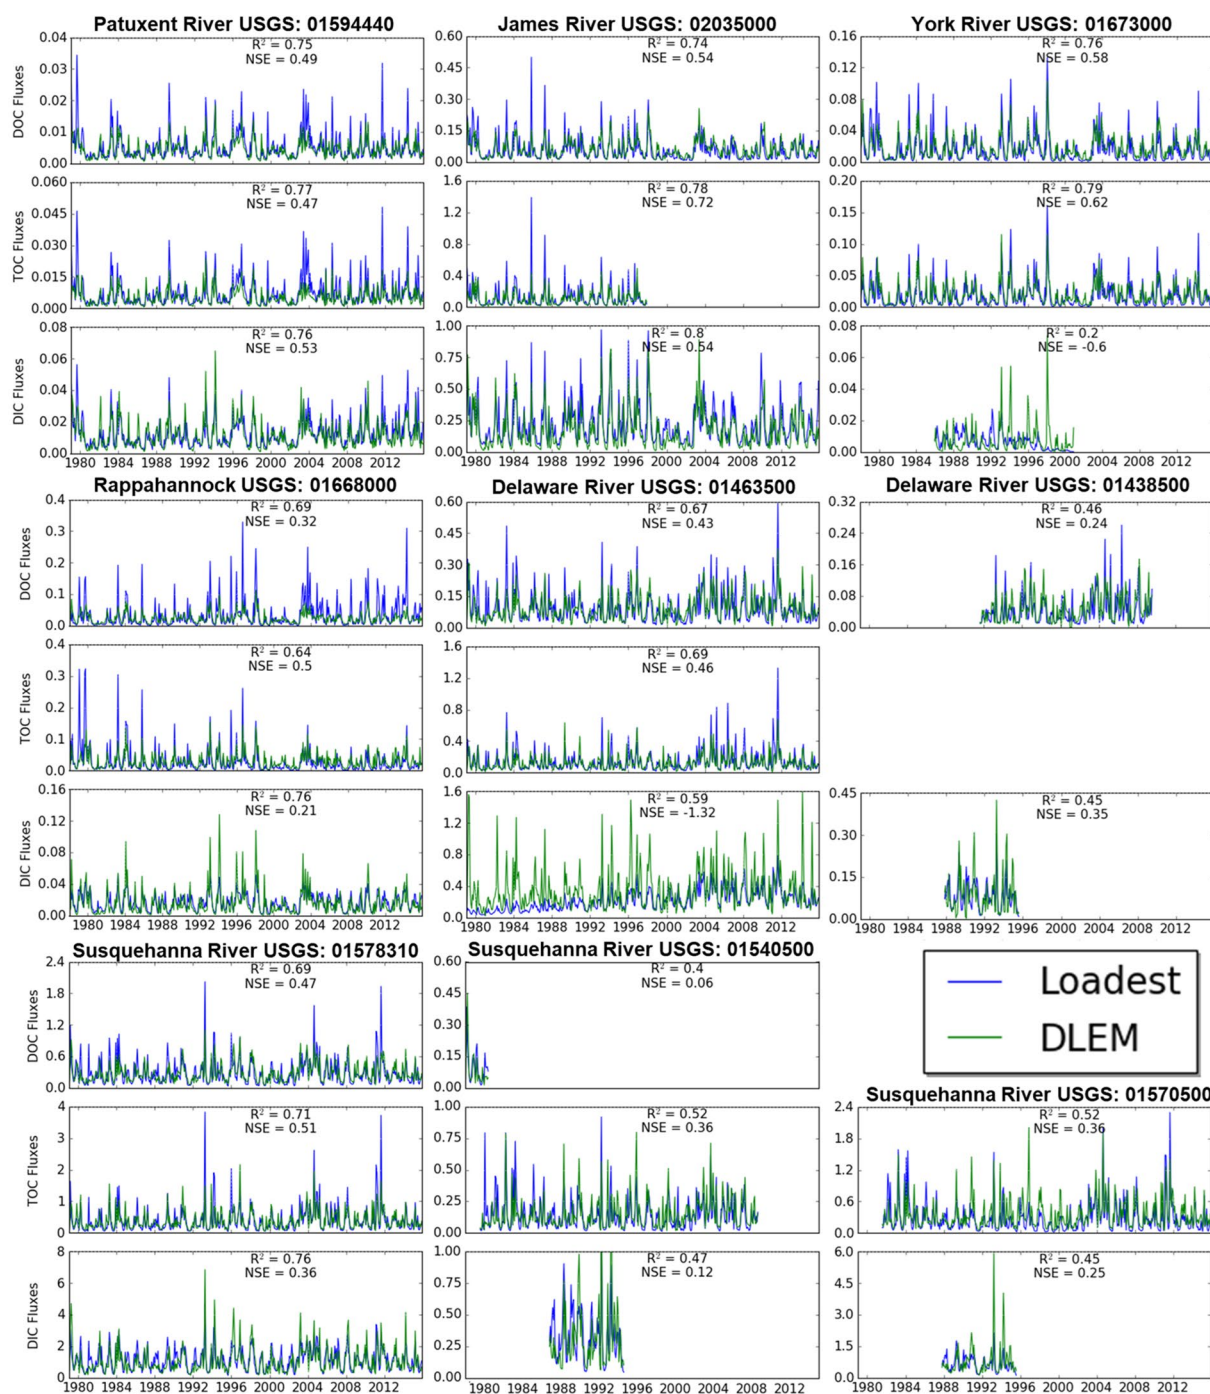 Patuxent River USGS: 01594440
DOC Fluxes
0.04
0.03
0.02
0.01
0.00
R² = 0.75
NSE = 0.49
TOC Fluxes
0.060
0.045
0.030
0.015
0.000
R² = 0.77
NSE = 0.47
DIC Fluxes
0.08
0.06
0.04
0.02
0.00
R² = 0.76
NSE = 0.53
1980 1984 1988 1992 1996 2000 2004 2008 2012
James River USGS: 02035000
0.60
0.45
0.30
0.15
0.00
R² = 0.74
NSE = 0.54
1.6
1.2
0.8
0.4
0.0
R² = 0.78
NSE = 0.72
1.00
0.75
0.50
0.25
0.00
R² = 0.8
NSE = 0.54
1980 1984 1988 1992 1996 2000 2004 2008 2012
York River USGS: 01673000
0.16
0.12
0.08
0.04
0.00
R² = 0.76
NSE = 0.58
0.20
0.15
0.10
0.05
0.00
R² = 0.79
NSE = 0.62
0.08
0.06
0.04
0.02
0.00
R² = 0.2
NSE = -0.6
1980 1984 1988 1992 1996 2000 2004 2008 2012
Rappahannock USGS: 01668000
DOC Fluxes
0.4
0.3
0.2
0.1
0.0
R² = 0.69
NSE = 0.32
TOC Fluxes
0.4
0.3
0.2
0.1
0.0
R² = 0.64
NSE = 0.5
DIC Fluxes
0.16
0.12
0.08
0.04
0.00
R² = 0.76
NSE = 0.21
1980 1984 1988 1992 1996 2000 2004 2008 2012
Delaware River USGS: 01463500
0.60
0.45
0.30
0.15
0.00
R² = 0.67
NSE = 0.43
1.6
1.2
0.8
0.4
0.0
R² = 0.69
NSE = 0.46
1.6
1.2
0.8
0.4
0.0
R² = 0.59
NSE = -1.32
1980 1984 1988 1992 1996 2000 2004 2008 2012
Delaware River USGS: 01438500
0.32
0.24
0.16
0.08
0.00
R² = 0.46
NSE = 0.24
0.45
0.30
0.15
0.00
R² = 0.45
NSE = 0.35
1980 1984 1988 1992 1996 2000 2004 2008 2012
Loadest
DLEM
Susquehanna River USGS: 01578310
DOC Fluxes
2.4
1.8
1.2
0.6
0.0
R² = 0.69
NSE = 0.47
TOC Fluxes
4
3
2
1
0
R² = 0.71
NSE = 0.51
DIC Fluxes
8
6
4
2
0
R² = 0.76
NSE = 0.36
1980 1984 1988 1992 1996 2000 2004 2008 2012
Susquehanna River USGS: 01540500
0.60
0.45
0.30
0.15
0.00
R² = 0.4
NSE = 0.06
1.00
0.75
0.50
0.25
0.00
R² = 0.52
NSE = 0.36
1.00
0.75
0.50
0.25
0.00
R² = 0.47
NSE = 0.12
1980 1984 1988 1992 1996 2000 2004 2008 2012
Susquehanna River USGS: 01570500
2.4
1.8
1.2
0.6
0.0
R² = 0.52
NSE = 0.36
6.0
4.5
3.0
1.5
0.0
R² = 0.45
NSE = 0.25
1980 1984 1988 1992 1996 2000 2004 2008 2012